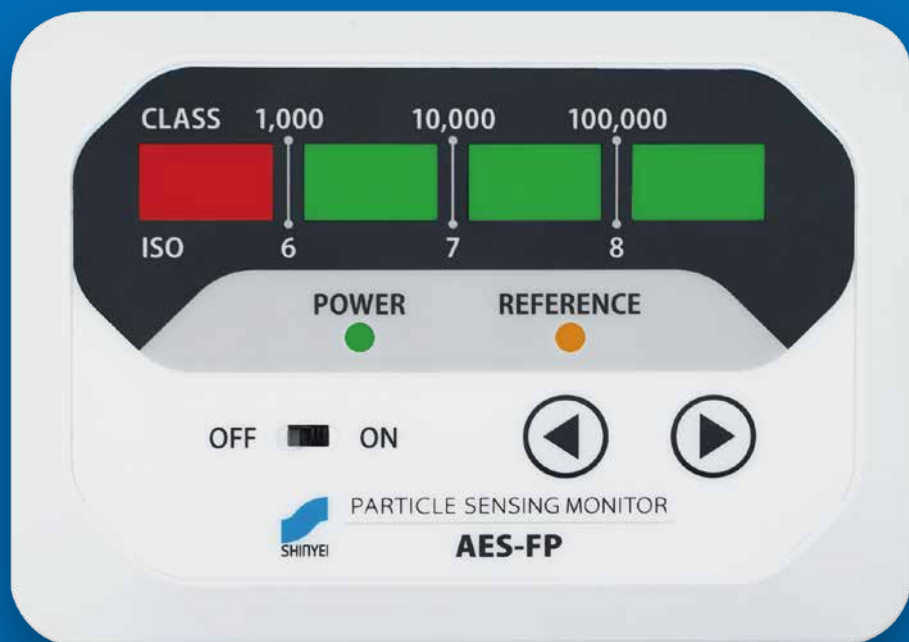 CLASS 1,000 10,000 100,000
ISO 6 7 8
POWER REFERENCE
OFF ON
SHINYEI
PARTICLE SENSING MONITOR
AES-FP